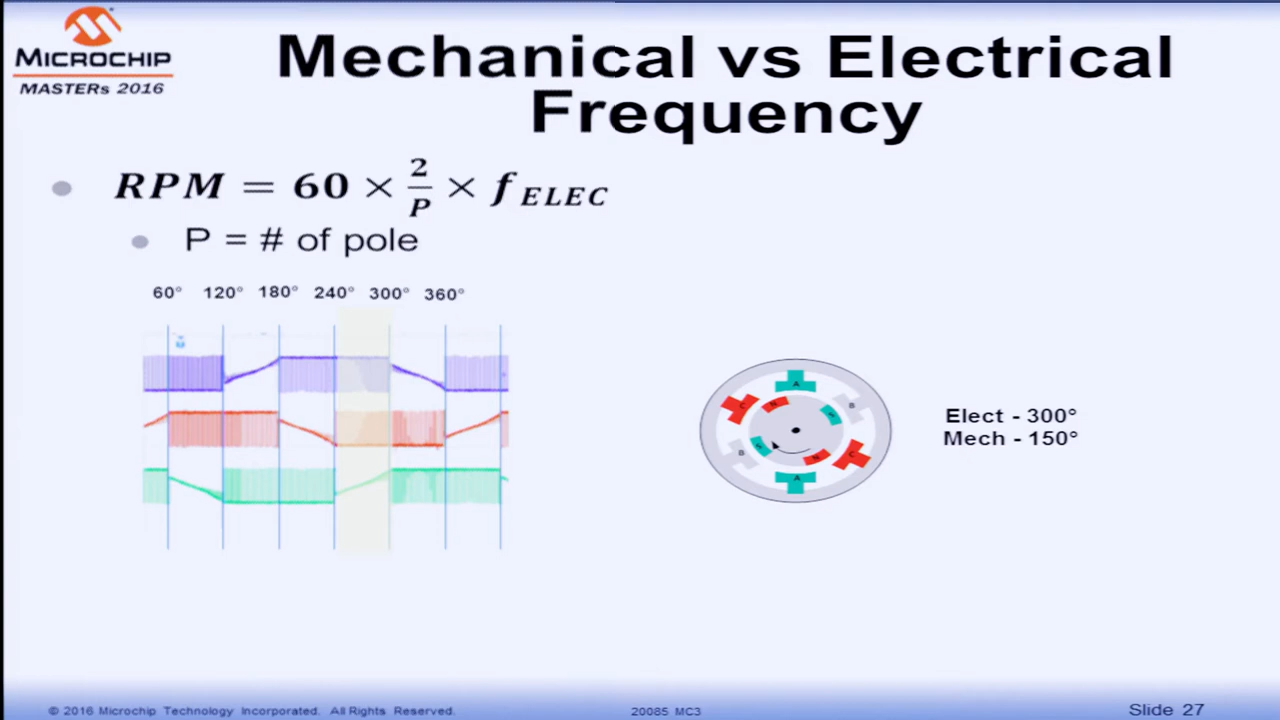 MICROCHIP
MASTERs 2016
Mechanical vs Electrical
Frequency
RPM = 60 × 2/P × f ELEC
P = # of pole
60° 120° 180° 240° 300° 360°
A
C
N
B
S
S
B
N
C
A
Elect - 300°
Mech - 150°
© 2016 Microchip Technology Incorporated. All Rights Reserved.
20085 MC3
Slide 27